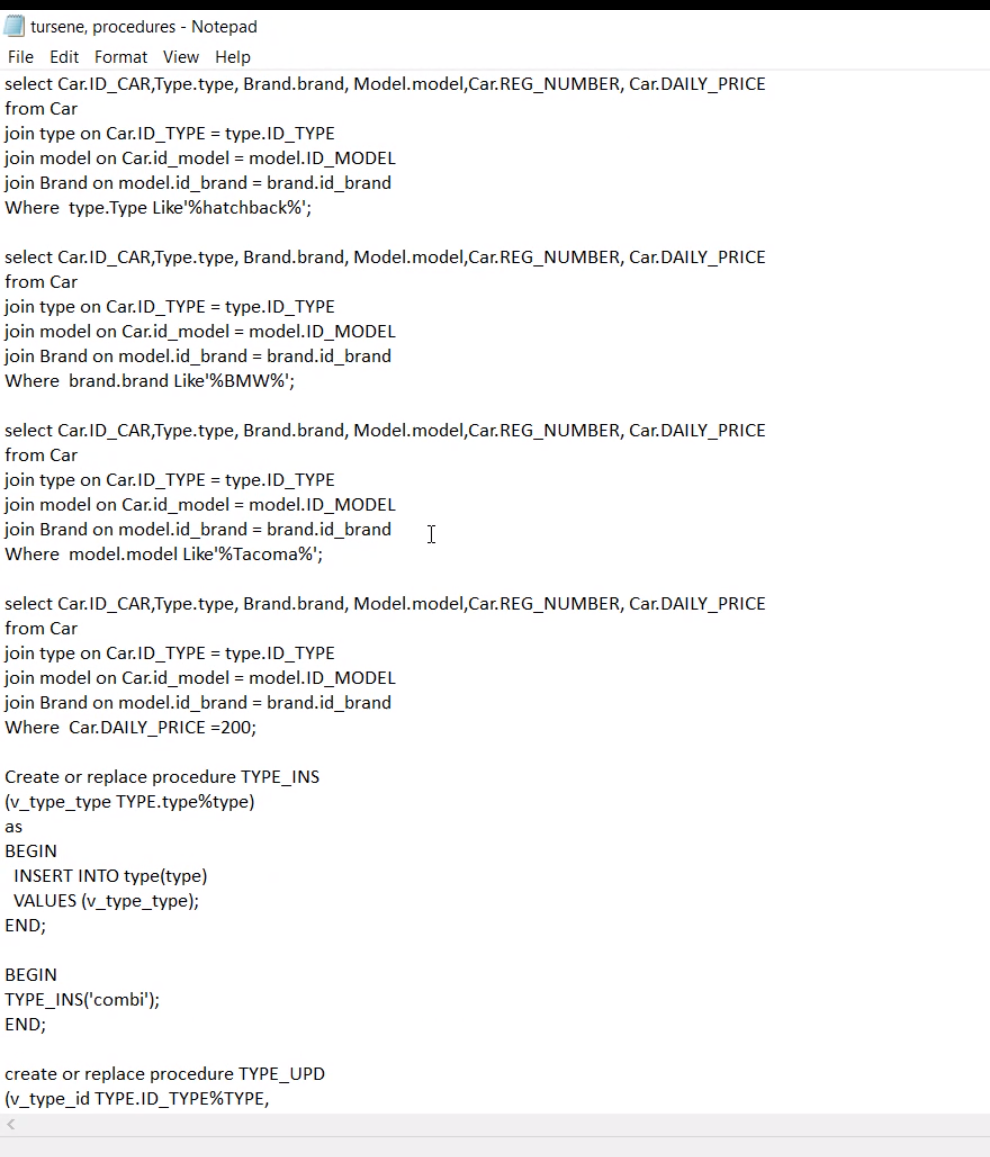 tursene, procedures - Notepad
File Edit Format View Help
select Car.ID_CAR,Type.type, Brand.brand, Model.model,Car.REG_NUMBER, Car.DAILY_PRICE
from Car
join type on Car.ID_TYPE = type.ID_TYPE
join model on Car.id_model = model.ID_MODEL
join Brand on model.id_brand = brand.id_brand
Where  type.Type Like'%hatchback%';

select Car.ID_CAR,Type.type, Brand.brand, Model.model,Car.REG_NUMBER, Car.DAILY_PRICE
from Car
join type on Car.ID_TYPE = type.ID_TYPE
join model on Car.id_model = model.ID_MODEL
join Brand on model.id_brand = brand.id_brand
Where  brand.brand Like'%BMW%';

select Car.ID_CAR,Type.type, Brand.brand, Model.model,Car.REG_NUMBER, Car.DAILY_PRICE
from Car
join type on Car.ID_TYPE = type.ID_TYPE
join model on Car.id_model = model.ID_MODEL
join Brand on model.id_brand = brand.id_brand
Where  model.model Like'%Tacoma%';

select Car.ID_CAR,Type.type, Brand.brand, Model.model,Car.REG_NUMBER, Car.DAILY_PRICE
from Car
join type on Car.ID_TYPE = type.ID_TYPE
join model on Car.id_model = model.ID_MODEL
join Brand on model.id_brand = brand.id_brand
Where  Car.DAILY_PRICE =200;

Create or replace procedure TYPE_INS
(v_type_type TYPE.type%type)
as
BEGIN
  INSERT INTO type(type)
  VALUES (v_type_type);
END;

BEGIN
TYPE_INS('combi');
END;

create or replace procedure TYPE_UPD
(v_type_id TYPE.ID_TYPE%TYPE,